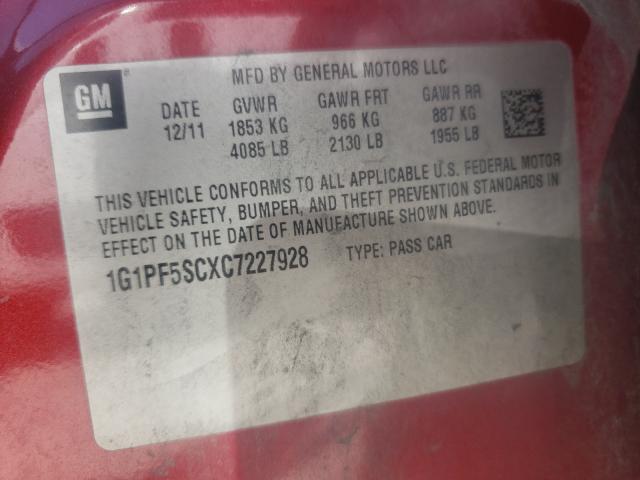 GM
MFD BY GENERAL MOTORS LLC
DATE GVWR GAWR FRT GAWR RR
12/11 1853 KG 966 KG 887 KG
4085 LB 2130 LB 1955 LB
THIS VEHICLE CONFORMS TO ALL APPLICABLE U.S. FEDERAL MOTOR
VEHICLE SAFETY, BUMPER, AND THEFT PREVENTION STANDARDS IN
EFFECT ON THE DATE OF MANUFACTURE SHOWN ABOVE.
1G1PF5SCXC7227928 TYPE: PASS CAR